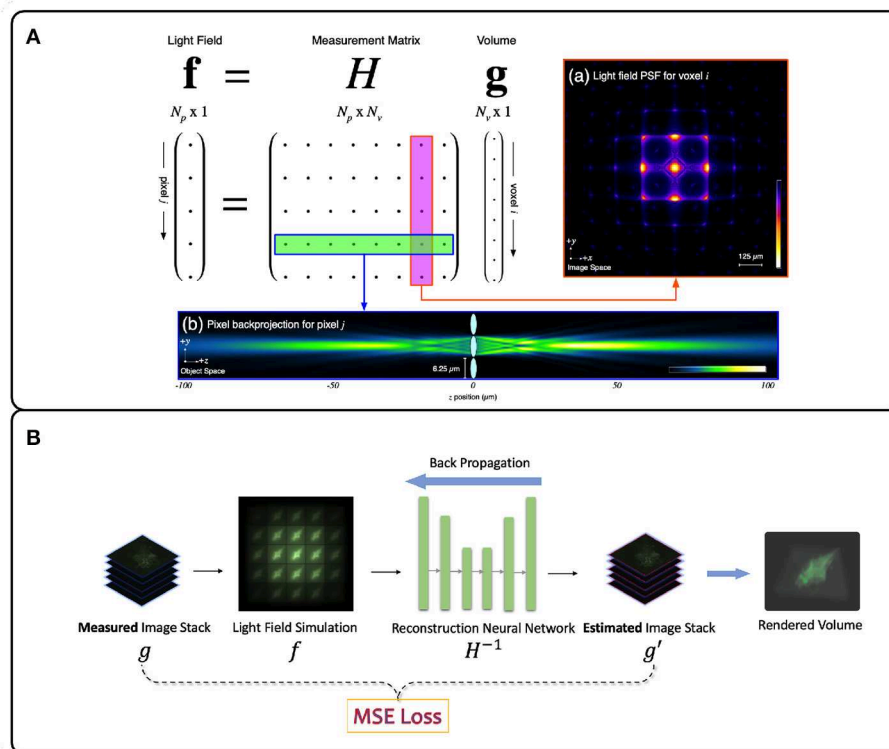 A
Light Field
Measurement Matrix
Volume
f = H g
N_p x 1
N_p x N_v
N_v x 1
pixel j
=
voxel i
(a) Light field PSF for voxel i
+y
+x
Image Space
125 μm
(b) Pixel backprojection for pixel j
+y
+z
Object Space
6.25 μm
-100
-50
0
50
100
z position (μm)
B
Back Propagation
Measured Image Stack
Light Field Simulation
Reconstruction Neural Network
Estimated Image Stack
Rendered Volume
g
f
H⁻¹
g′
MSE Loss